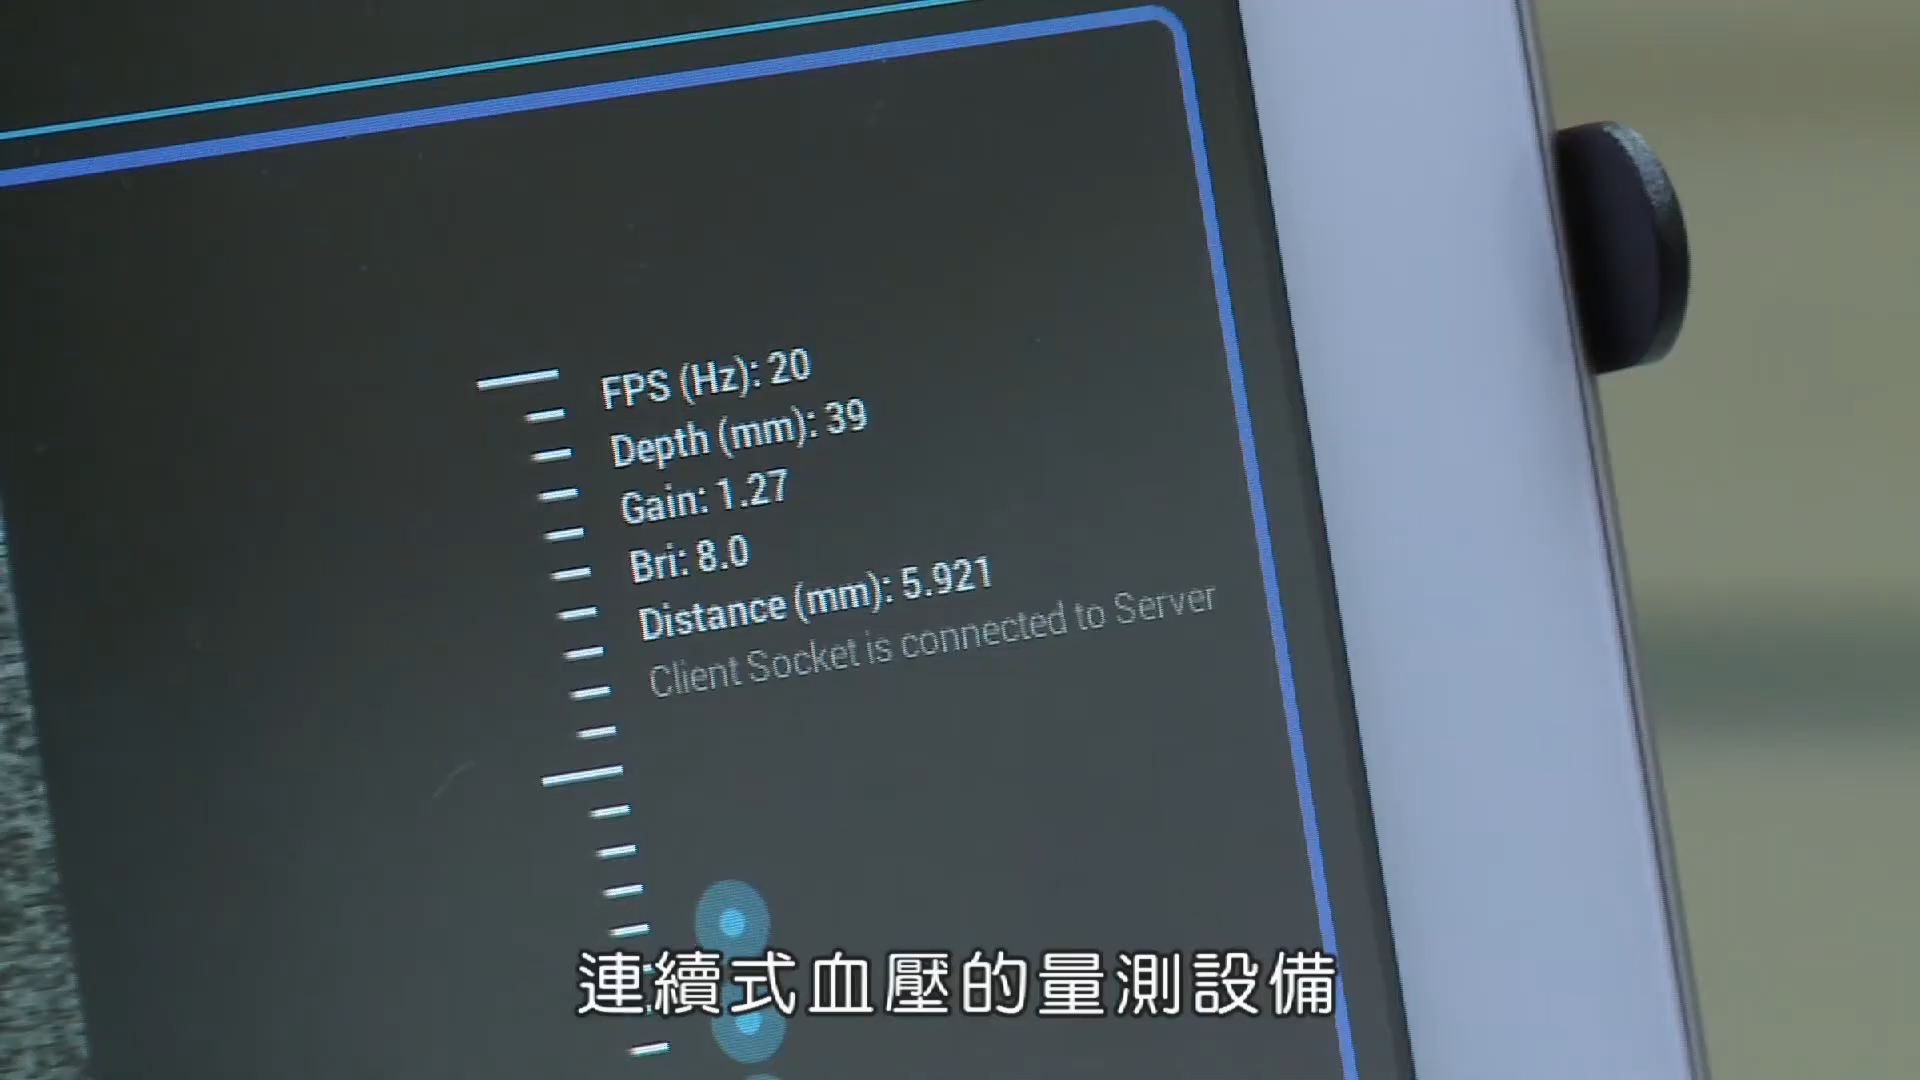 FPS (Hz): 20
Depth (mm): 39
Gain: 1.27
Bri: 8.0
Distance (mm): 5.921
Client Socket is connected to Server
連續式血壓的量測設備